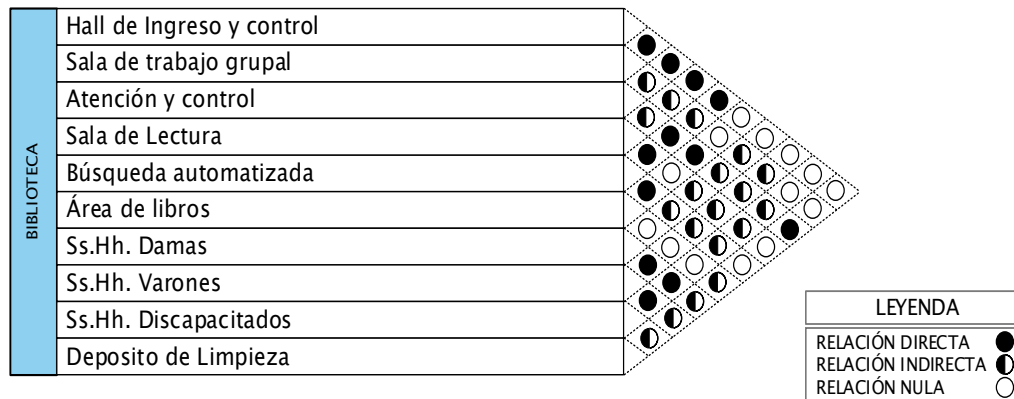 BIBLIOTECA
Hall de Ingreso y control
Sala de trabajo grupal
Atención y control
Sala de Lectura
Búsqueda automatizada
Área de libros
Ss.Hh. Damas
Ss.Hh. Varones
Ss.Hh. Discapacitados
Deposito de Limpieza
LEYENDA
RELACIÓN DIRECTA
RELACIÓN INDIRECTA
RELACIÓN NULA